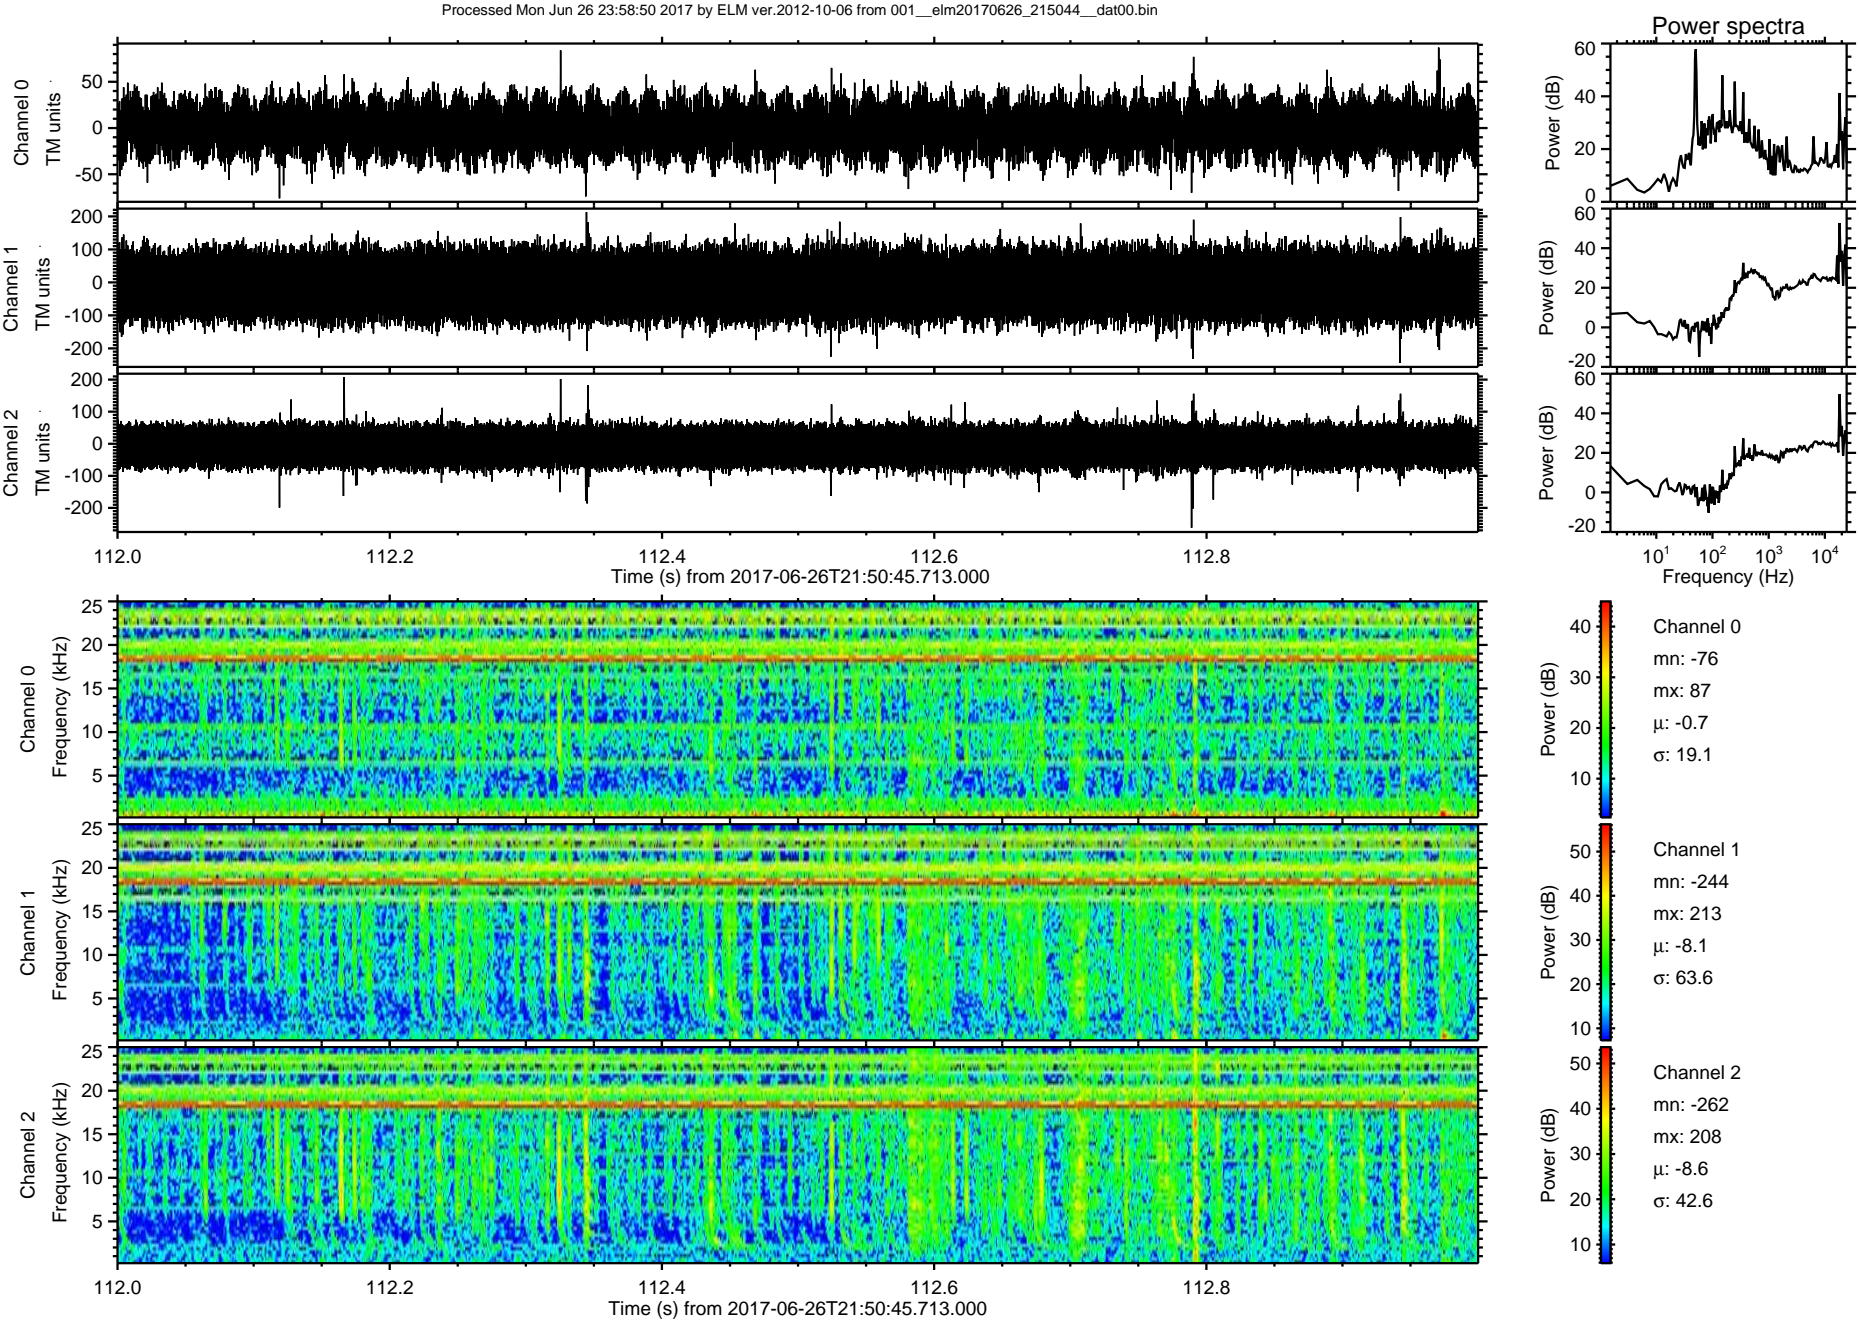 Processed Mon Jun 26 23:58:50 2017 by ELM ver.2012-10-06 from 001__elm20170626_215044__dat00.bin
Power spectra
Channel 0
TM units
50
0
-50
Power (dB)
60
40
20
0
Channel 1
TM units
200
100
0
-100
-200
Power (dB)
60
40
20
0
-20
Channel 2
TM units
200
100
0
-100
-200
Power (dB)
60
40
20
0
-20
112.0 112.2 112.4 112.6 112.8
Time (s) from 2017-06-26T21:50:45.713.000
10^1 10^2 10^3 10^4
Frequency (Hz)
Channel 0
Frequency (kHz)
25
20
15
10
5
Power (dB)
40
30
20
10
Channel 0
mn: -76
mx: 87
μ: -0.7
σ: 19.1
Channel 1
Frequency (kHz)
25
20
15
10
5
Power (dB)
50
40
30
20
10
Channel 1
mn: -244
mx: 213
μ: -8.1
σ: 63.6
Channel 2
Frequency (kHz)
25
20
15
10
5
Power (dB)
50
40
30
20
10
Channel 2
mn: -262
mx: 208
μ: -8.6
σ: 42.6
112.0 112.2 112.4 112.6 112.8
Time (s) from 2017-06-26T21:50:45.713.000